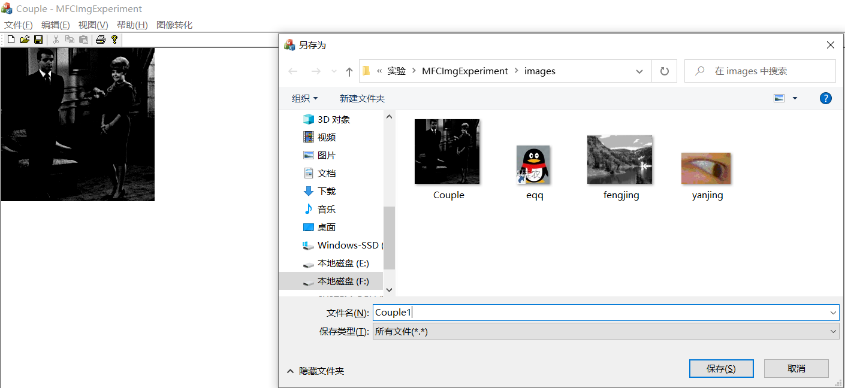 Couple - MFCImgExperiment
文件(F) 编辑(E) 视图(V) 帮助(H) 图像转化
另存为
« 实验 > MFCImgExperiment > images
在 images 中搜索
组织 新建文件夹
3D 对象
视频
图片
文档
下载
音乐
桌面
Windows-SSD (
本地磁盘 (E:)
本地磁盘 (F:)
Couple
eqq
fengjing
yanjing
文件名(N): Couple1
保存类型(T): 所有文件(*.*)
隐藏文件夹
保存(S) 取消